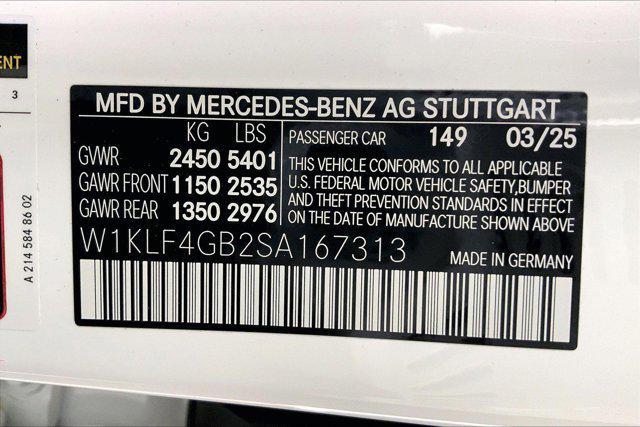 ENT
3
A 214 584 86 02
MFD BY MERCEDES-BENZ AG STUTTGART
KG LBS
GVWR 2450 5401
GAWR FRONT 1150 2535
GAWR REAR 1350 2976
PASSENGER CAR 149 03/25
THIS VEHICLE CONFORMS TO ALL APPLICABLE
U.S. FEDERAL MOTOR VEHICLE SAFETY,BUMPER
AND THEFT PREVENTION STANDARDS IN EFFECT
ON THE DATE OF MANUFACTURE SHOWN ABOVE
W1KLF4GB2SA167313
MADE IN GERMANY